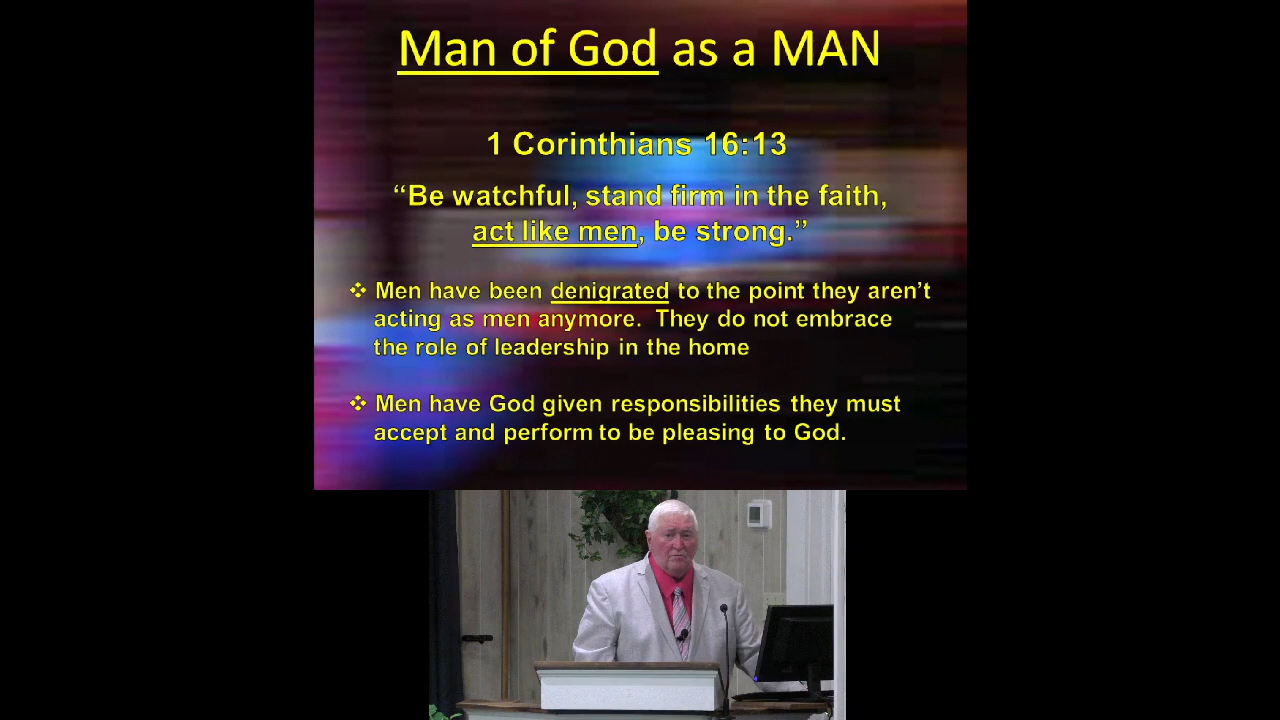 Man of God as a MAN
1 Corinthians 16:13
“Be watchful, stand firm in the faith,
act like men, be strong.”
❖ Men have been denigrated to the point they aren’t
acting as men anymore.  They do not embrace
the role of leadership in the home
❖ Men have God given responsibilities they must
accept and perform to be pleasing to God.